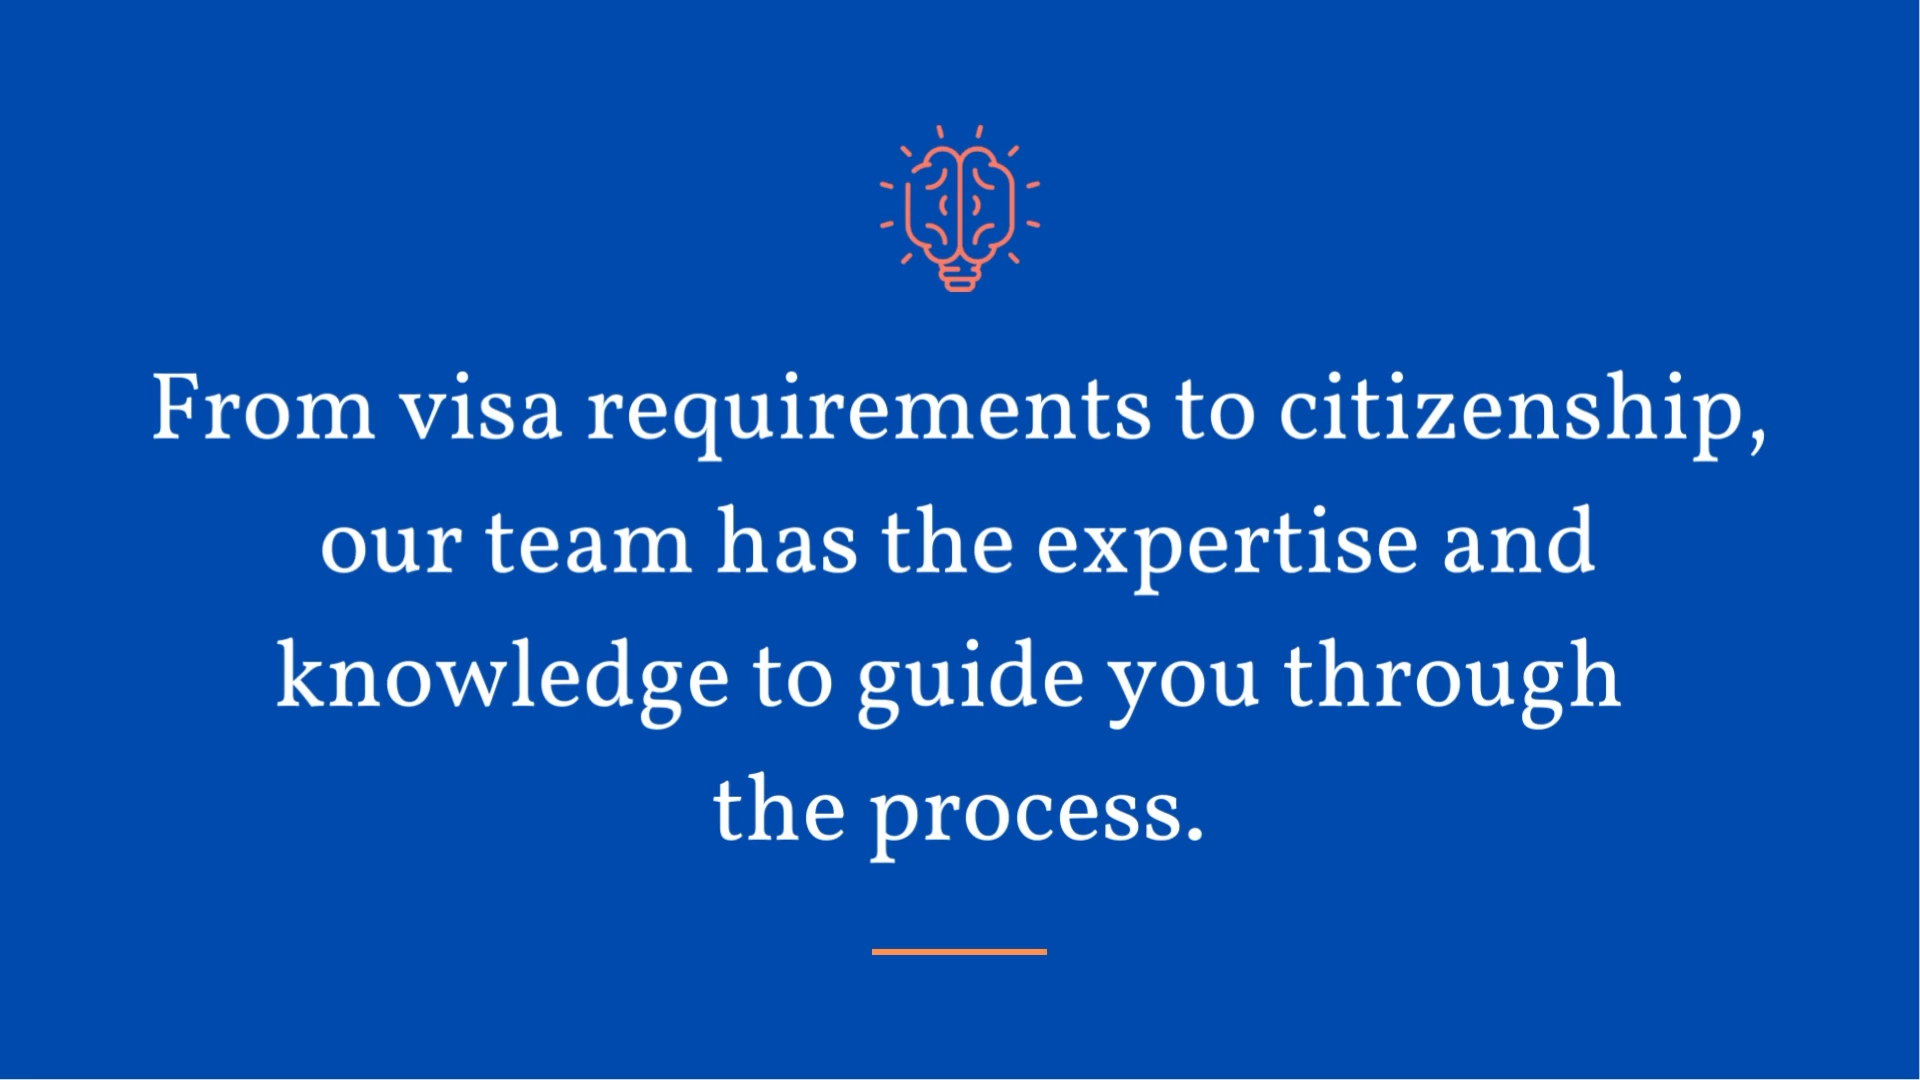 From visa requirements to citizenship,
our team has the expertise and
knowledge to guide you through
the process.